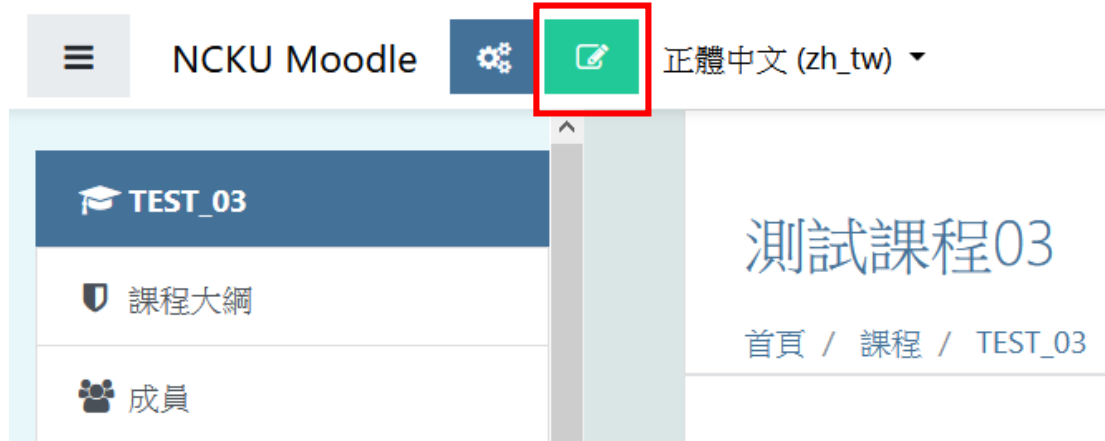 NCKU Moodle 正體中文 (zh_tw)
TEST_03
課程大綱
成員
測試課程03
首頁 / 課程 / TEST_03